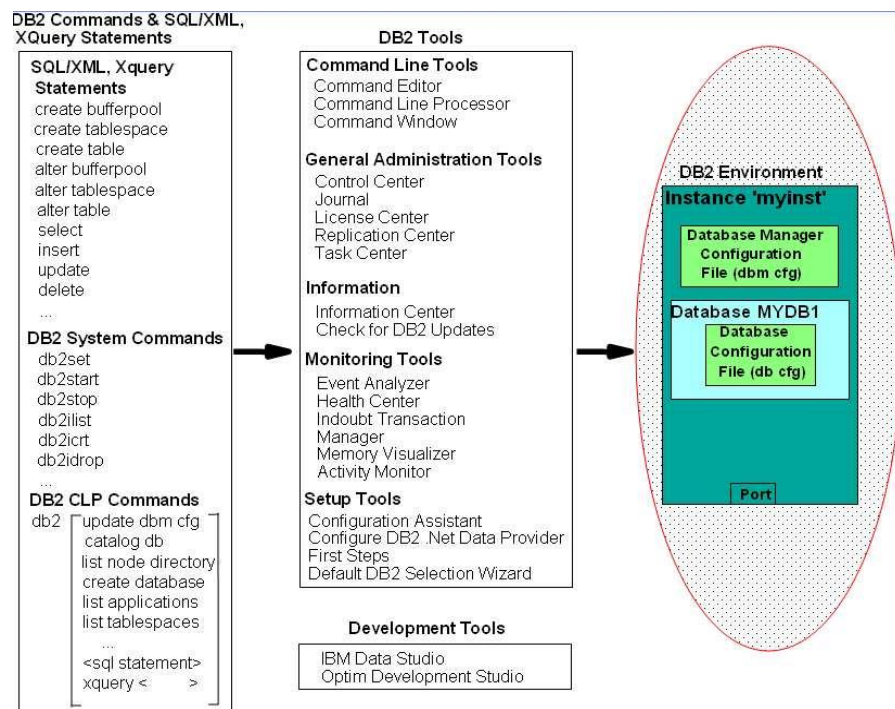 DB2 Commands & SQL/XML,
XQuery Statements
SQL/XML, Xquery
Statements
create bufferpool
create tablespace
create table
alter bufferpool
alter tablespace
alter table
select
insert
update
delete
...
DB2 System Commands
db2set
db2start
db2stop
db2ilist
db2icrt
db2idrop
...
DB2 CLP Commands
db2
update dbm cfg
catalog db
list node directory
create database
list applications
list tablespaces
...
<sql statement>
xquery < >
DB2 Tools
Command Line Tools
Command Editor
Command Line Processor
Command Window
General Administration Tools
Control Center
Journal
License Center
Replication Center
Task Center
Information
Information Center
Check for DB2 Updates
Monitoring Tools
Event Analyzer
Health Center
Indoubt Transaction
Manager
Memory Visualizer
Activity Monitor
Setup Tools
Configuration Assistant
Configure DB2 .Net Data Provider
First Steps
Default DB2 Selection Wizard
Development Tools
IBM Data Studio
Optim Development Studio
DB2 Environment
Instance 'myinst'
Database Manager
Configuration
File (dbm cfg)
Database MYDB1
Database
Configuration
File (db cfg)
Port